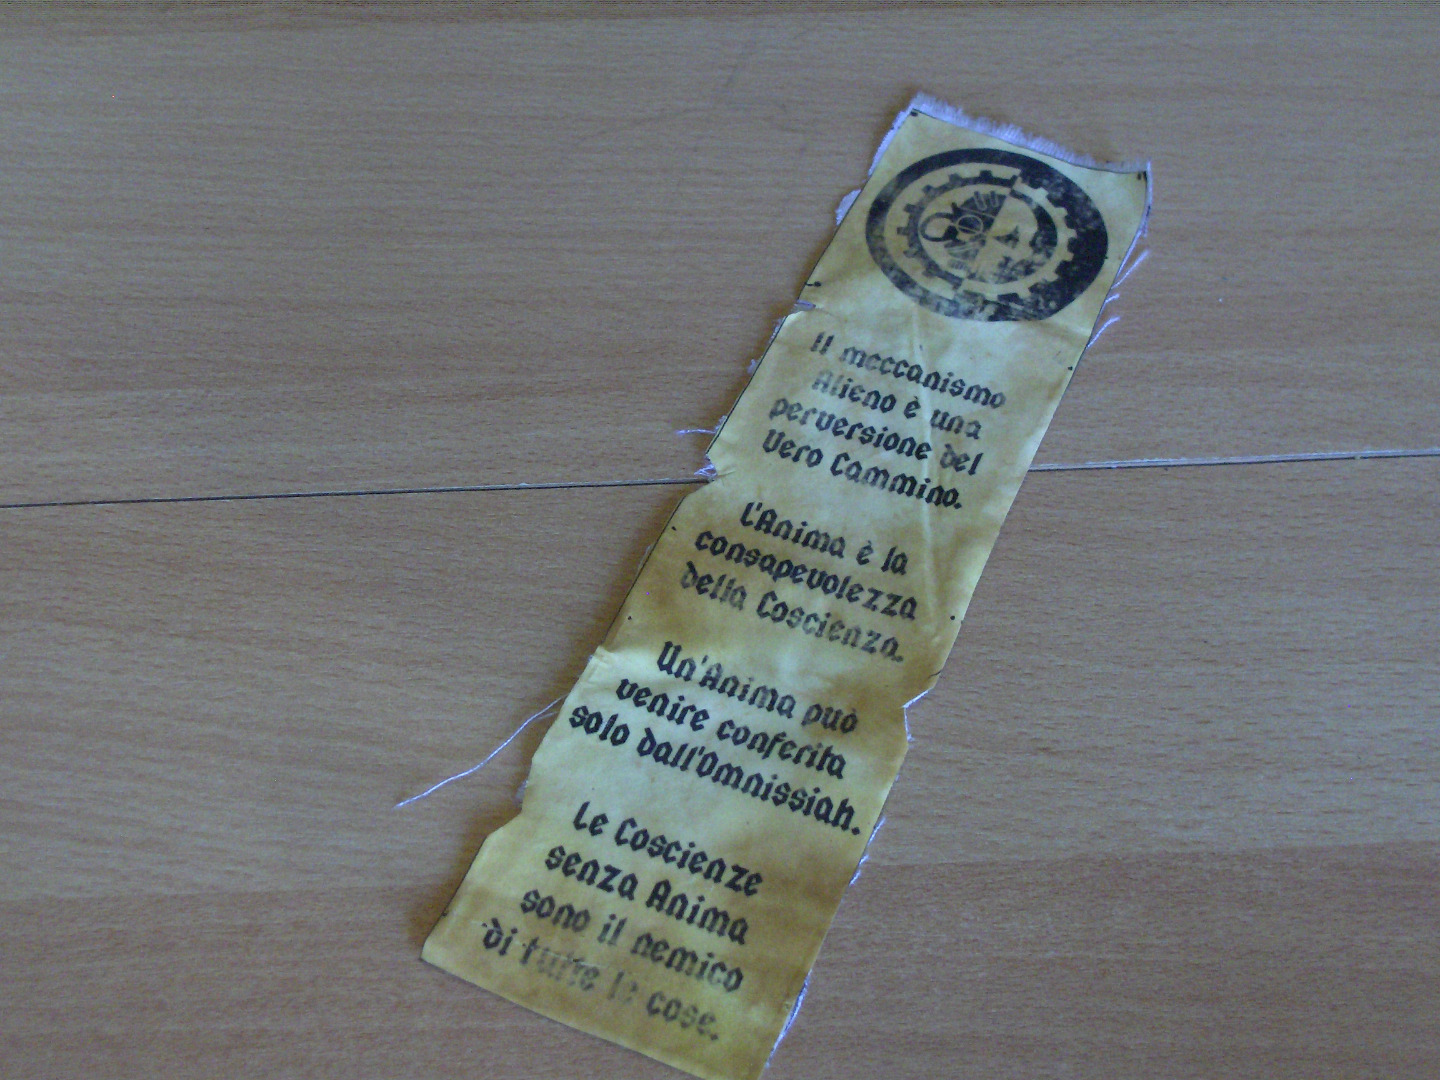 Il meccanismo
Alieno è una
perversione del
Vero Cammino.
L'Anima è la
consapevolezza
della Coscienza.
Un'Anima può
venire conferita
solo dall'Omnissiah.
Le Coscienze
senza Anima
sono il nemico
di tutte le cose.